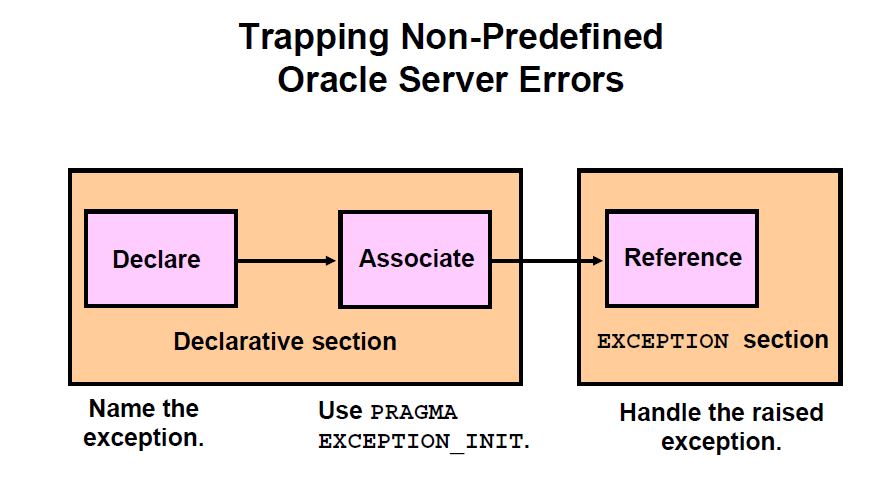 Trapping Non-Predefined
Oracle Server Errors
Declare
Associate
Reference
Declarative section
EXCEPTION section
Name the
exception.
Use PRAGMA
EXCEPTION_INIT.
Handle the raised
exception.